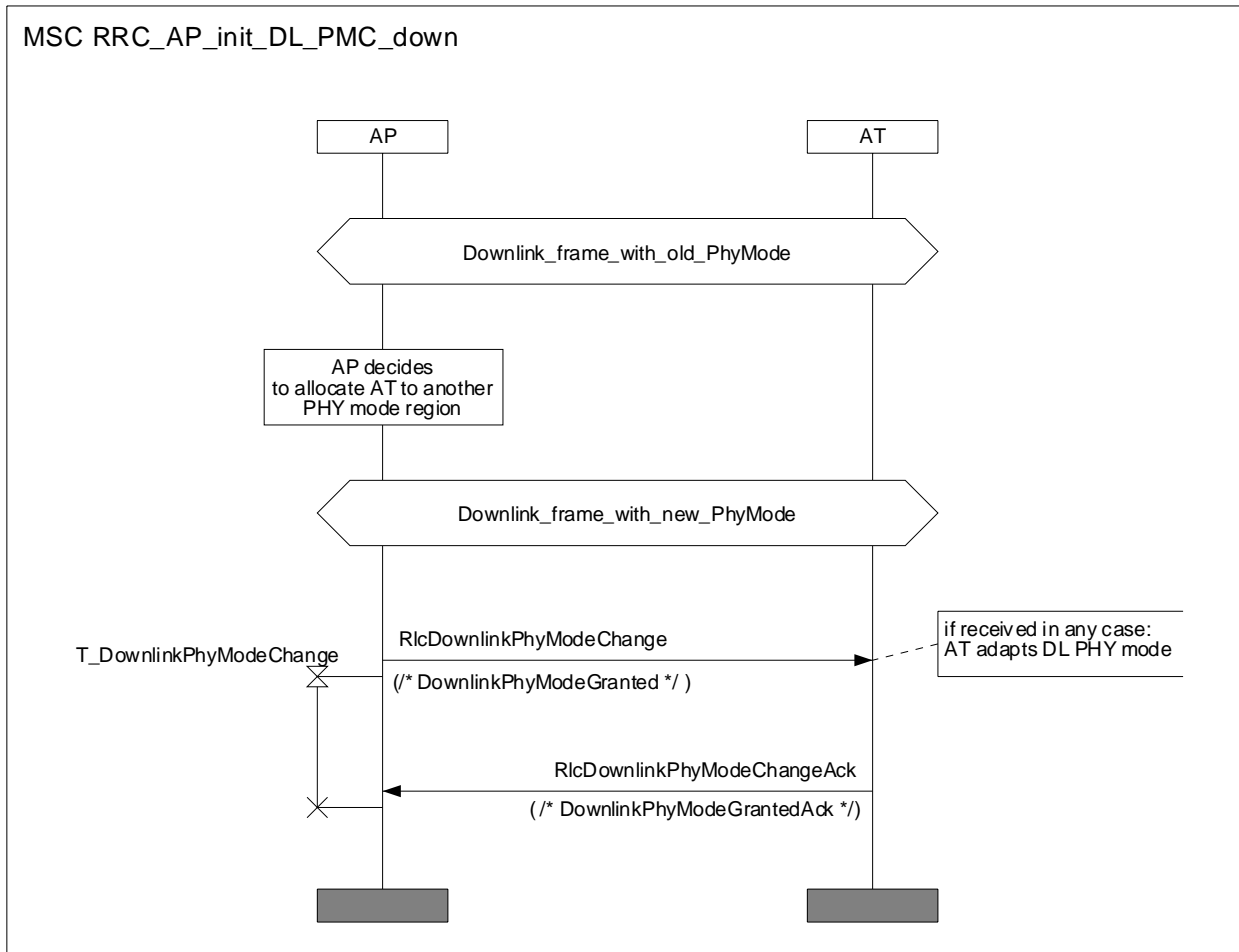 MSC RRC_AP_init_DL_PMC_down
AP
AT
Downlink_frame_with_old_PhyMode
AP decides
to allocate AT to another
PHY mode region
Downlink_frame_with_new_PhyMode
RlcDownlinkPhyModeChange
if received in any case:
AT adapts DL PHY mode
T_DownlinkPhyModeChange
(/* DownlinkPhyModeGranted */ )
RlcDownlinkPhyModeChangeAck
( /* DownlinkPhyModeGrantedAck */)